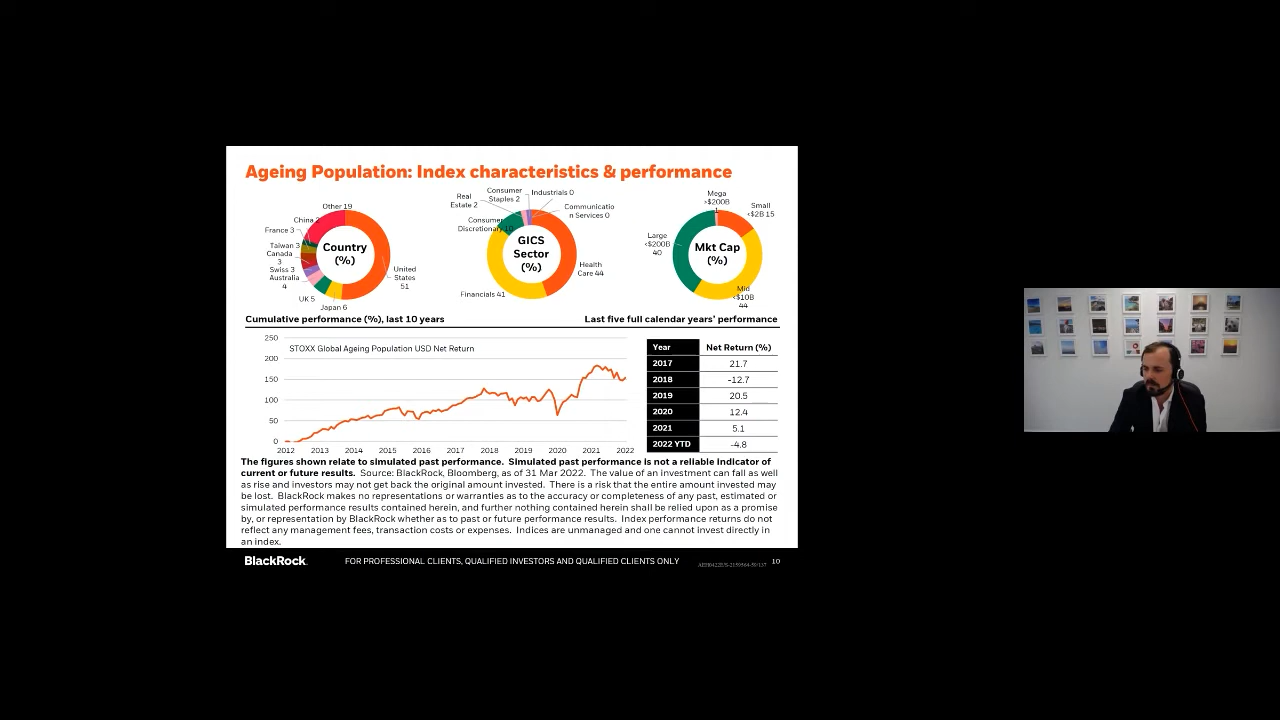 Ageing Population: Index characteristics & performance
Country
(%)
Other 19
China 2
France 3
Taiwan 3
Canada
3
Swiss 3
Australia
4
UK 5
Japan 6
United
States
51
GICS
Sector
(%)
Real
Estate 2
Consumer
Staples 2
Industrials 0
Communicatio
n Services 0
Consumer
Discretionary 10
Health
Care 44
Financials 41
Mkt Cap
(%)
Mega
>$200B
1
Small
<$2B 15
Large
<$200B
40
Mid
<$10B
44
Cumulative performance (%), last 10 years
Last five full calendar years' performance
STOXX Global Ageing Population USD Net Return
250
200
150
100
50
0
2012 2013 2014 2015 2016 2017 2018 2019 2020 2021 2022
Year Net Return (%)
2017 21.7
2018 -12.7
2019 20.5
2020 12.4
2021 5.1
2022 YTD -4.8
The figures shown relate to simulated past performance. Simulated past performance is not a reliable indicator of
current or future results. Source: BlackRock, Bloomberg, as of 31 Mar 2022. The value of an investment can fall as well
as rise and investors may not get back the original amount invested. There is a risk that the entire amount invested may
be lost. BlackRock makes no representations or warranties as to the accuracy or completeness of any past, estimated or
simulated performance results contained herein, and further nothing contained herein shall be relied upon as a promise
by, or representation by BlackRock whether as to past or future performance results. Index performance returns do not
reflect any management fees, transaction costs or expenses. Indices are unmanaged and one cannot invest directly in
an index.
BlackRock.
FOR PROFESSIONAL CLIENTS, QUALIFIED INVESTORS AND QUALIFIED CLIENTS ONLY
10